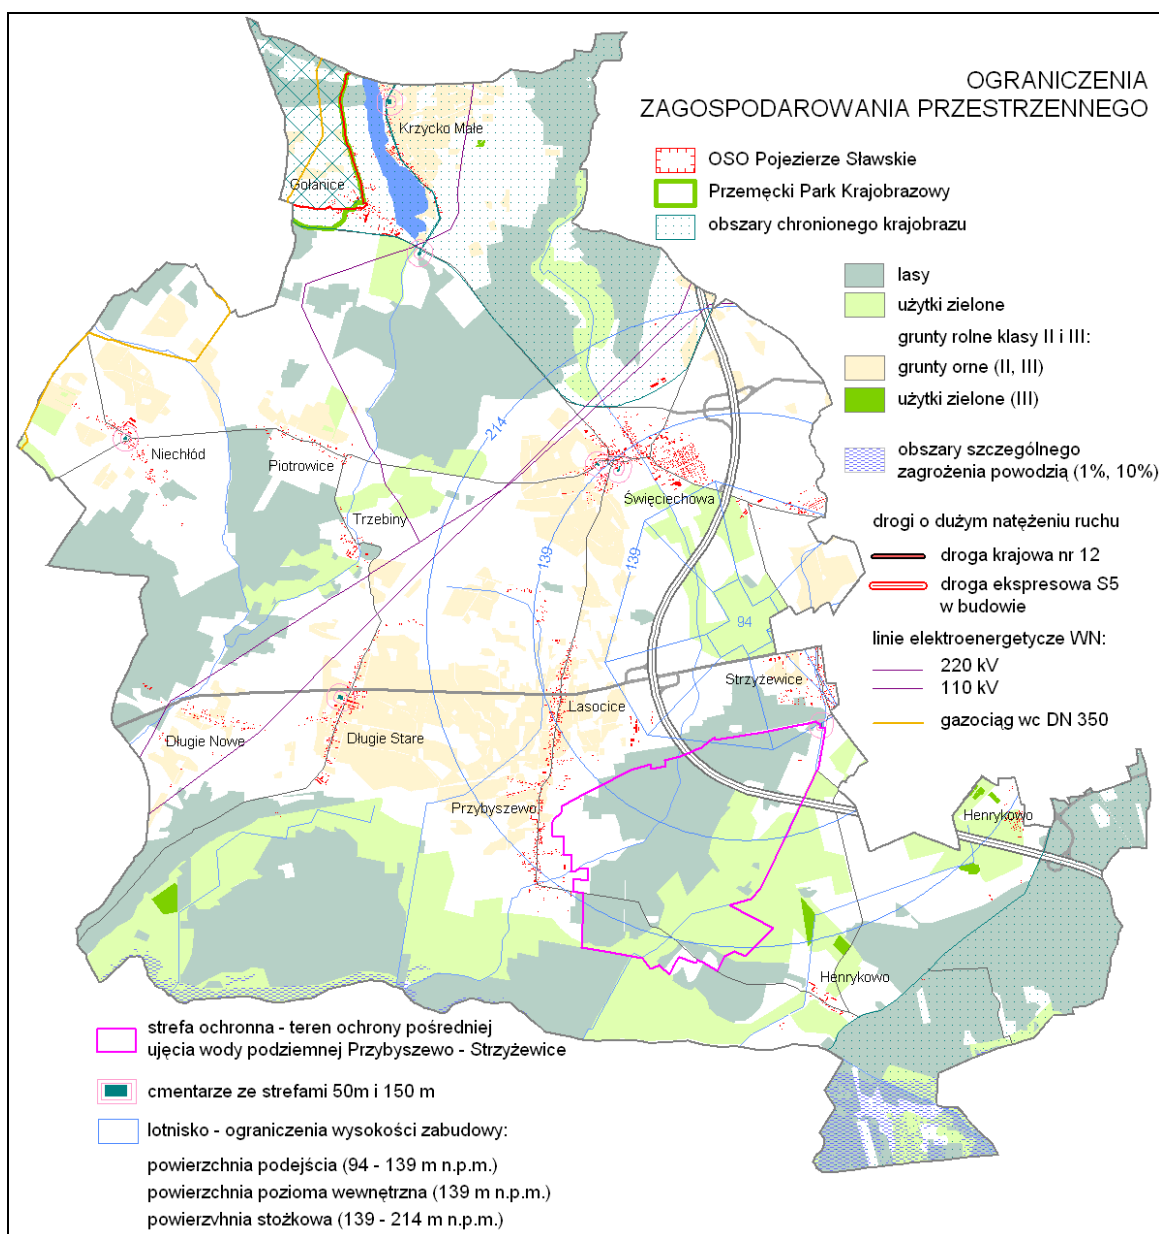 OGRANICZENIA
ZAGOSPODAROWANIA PRZESTRZENNEGO
OSO Pojezierze Sławskie
Przemęcki Park Krajobrazowy
obszary chronionego krajobrazu
lasy
użytki zielone
grunty rolne klasy II i III:
grunty orne (II, III)
użytki zielone (III)
obszary szczególnego
zagrożenia powodzią (1%, 10%)
drogi o dużym natężeniu ruchu
droga krajowa nr 12
droga ekspresowa S5
w budowie
linie elektroenergetycze WN:
220 kV
110 kV
gazociąg wc DN 350
Krzycko Małe
Gołanice
Niechłód
Piotrowice
Trzebiny
214
Święciechowa
139
139
94
Strzyżewice
Lasocice
Długie Nowe
Długie Stare
Przybyszewo
Henrykowo
Henrykowo
strefa ochronna - teren ochrony pośredniej
ujęcia wody podziemnej Przybyszewo - Strzyżewice
cmentarze ze strefami 50m i 150 m
lotnisko - ograniczenia wysokości zabudowy:
powierzchnia podejścia (94 - 139 m n.p.m.)
powierzchnia pozioma wewnętrzna (139 m n.p.m.)
powierzvhnia stożkowa (139 - 214 m n.p.m.)